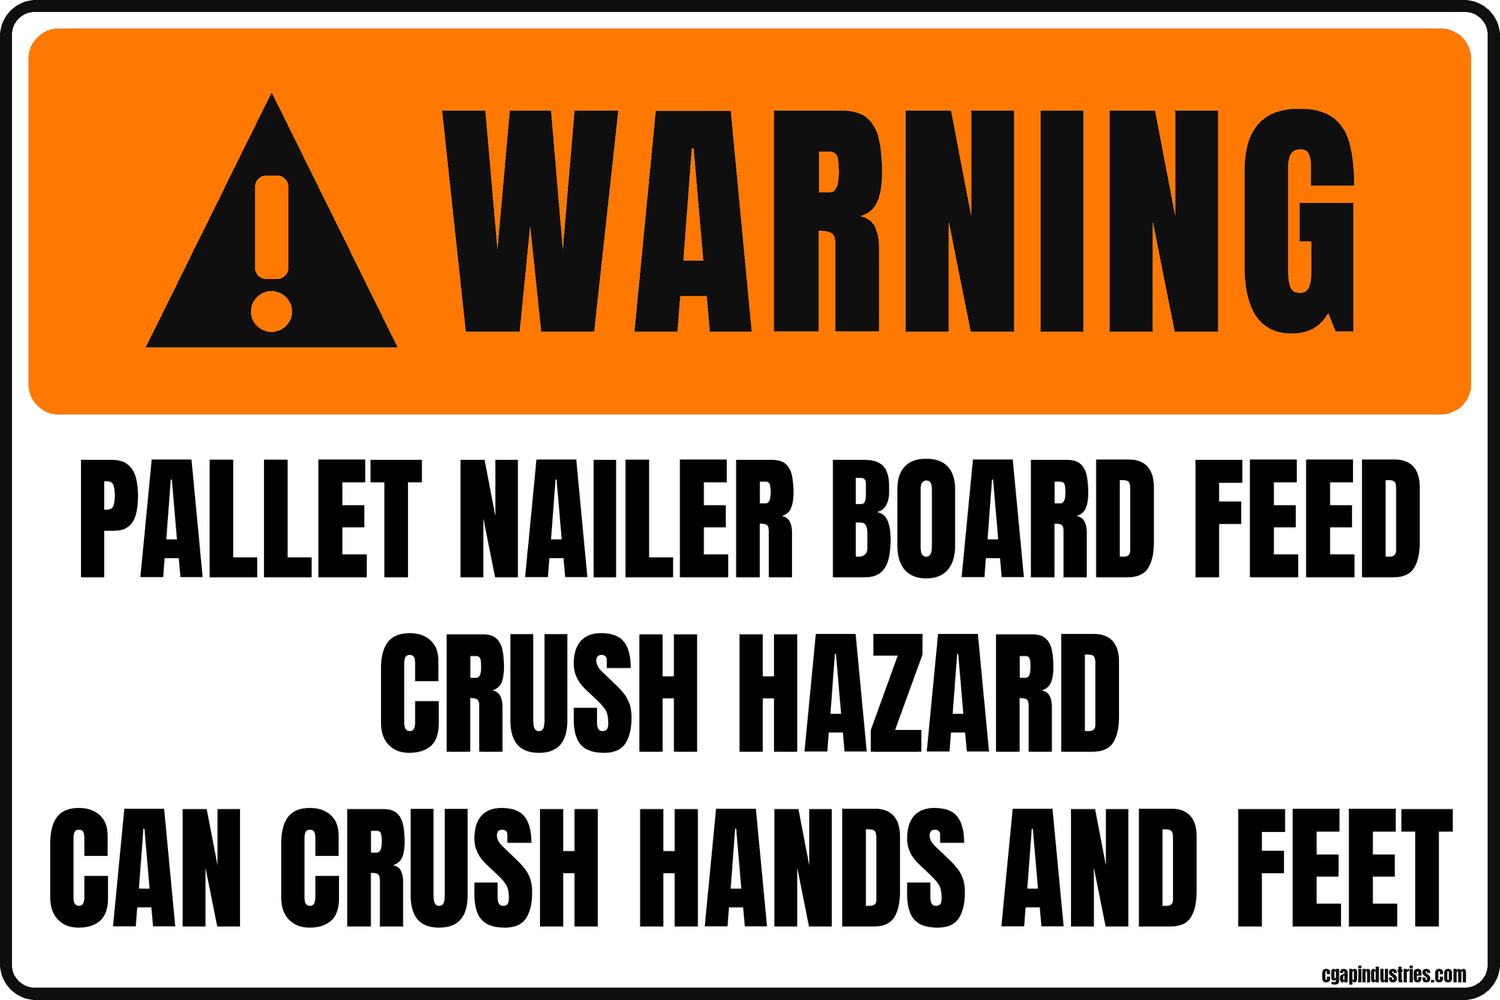 WARNING
PALLET NAILER BOARD FEED
CRUSH HAZARD
CAN CRUSH HANDS AND FEET
cgapindustries.com